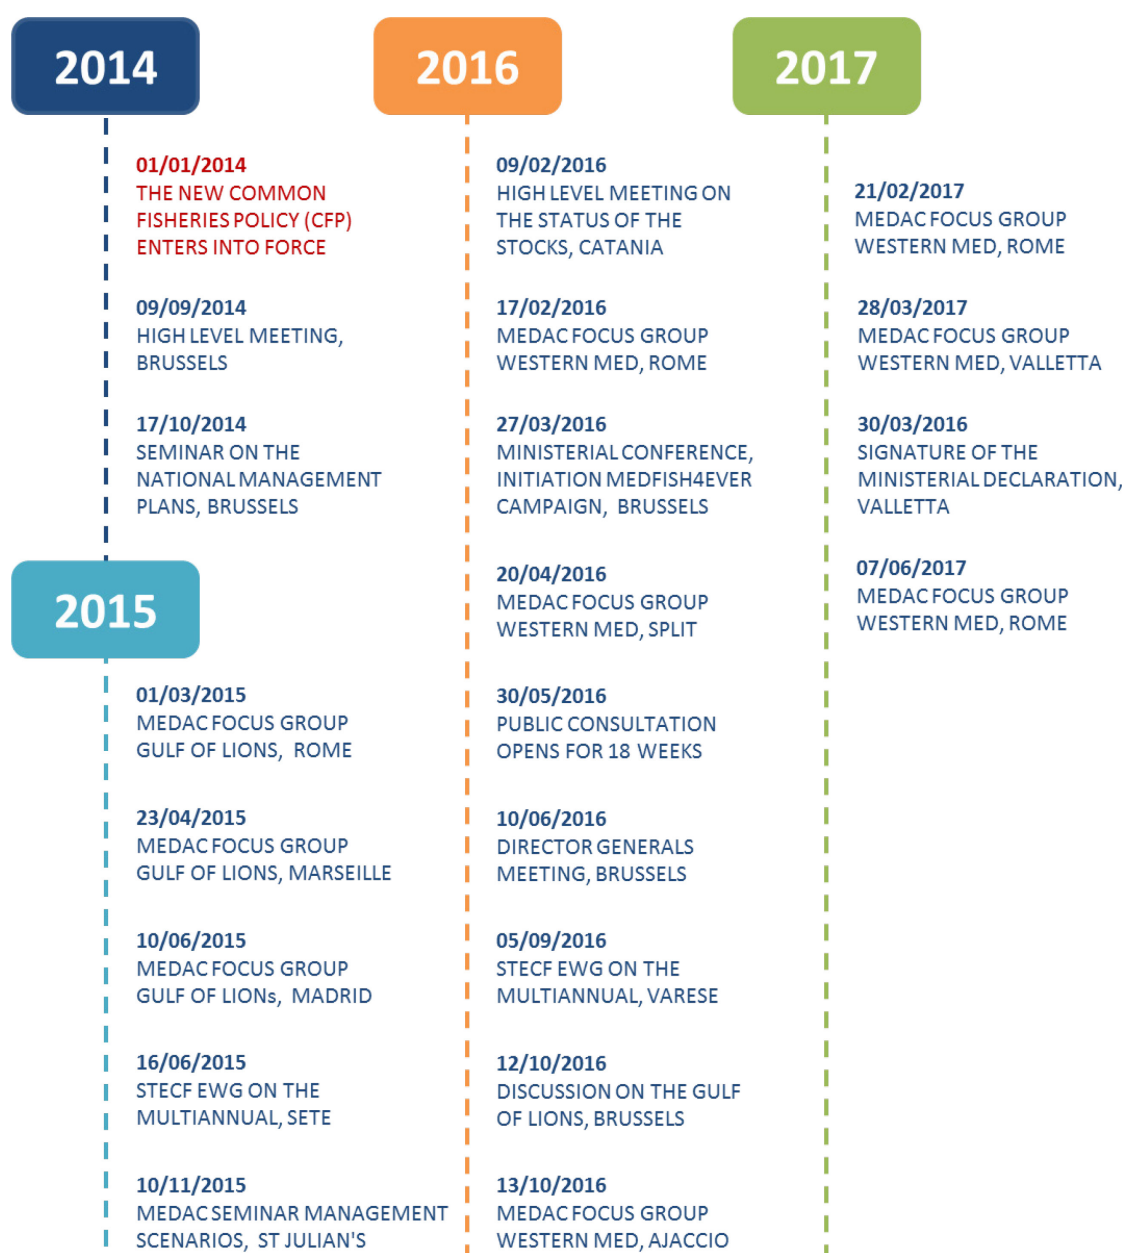 2014
01/01/2014
THE NEW COMMON
FISHERIES POLICY (CFP)
ENTERS INTO FORCE
09/09/2014
HIGH LEVEL MEETING,
BRUSSELS
17/10/2014
SEMINAR ON THE
NATIONAL MANAGEMENT
PLANS, BRUSSELS
2015
01/03/2015
MEDAC FOCUS GROUP
GULF OF LIONS, ROME
23/04/2015
MEDAC FOCUS GROUP
GULF OF LIONS, MARSEILLE
10/06/2015
MEDAC FOCUS GROUP
GULF OF LIONs, MADRID
16/06/2015
STECF EWG ON THE
MULTIANNUAL, SETE
10/11/2015
MEDAC SEMINAR MANAGEMENT
SCENARIOS, ST JULIAN'S
2016
09/02/2016
HIGH LEVEL MEETING ON
THE STATUS OF THE
STOCKS, CATANIA
17/02/2016
MEDAC FOCUS GROUP
WESTERN MED, ROME
27/03/2016
MINISTERIAL CONFERENCE,
INITIATION MEDFISH4EVER
CAMPAIGN, BRUSSELS
20/04/2016
MEDAC FOCUS GROUP
WESTERN MED, SPLIT
30/05/2016
PUBLIC CONSULTATION
OPENS FOR 18 WEEKS
10/06/2016
DIRECTOR GENERALS
MEETING, BRUSSELS
05/09/2016
STECF EWG ON THE
MULTIANNUAL, VARESE
12/10/2016
DISCUSSION ON THE GULF
OF LIONS, BRUSSELS
13/10/2016
MEDAC FOCUS GROUP
WESTERN MED, AJACCIO
2017
21/02/2017
MEDAC FOCUS GROUP
WESTERN MED, ROME
28/03/2017
MEDAC FOCUS GROUP
WESTERN MED, VALLETTA
30/03/2016
SIGNATURE OF THE
MINISTERIAL DECLARATION,
VALLETTA
07/06/2017
MEDAC FOCUS GROUP
WESTERN MED, ROME